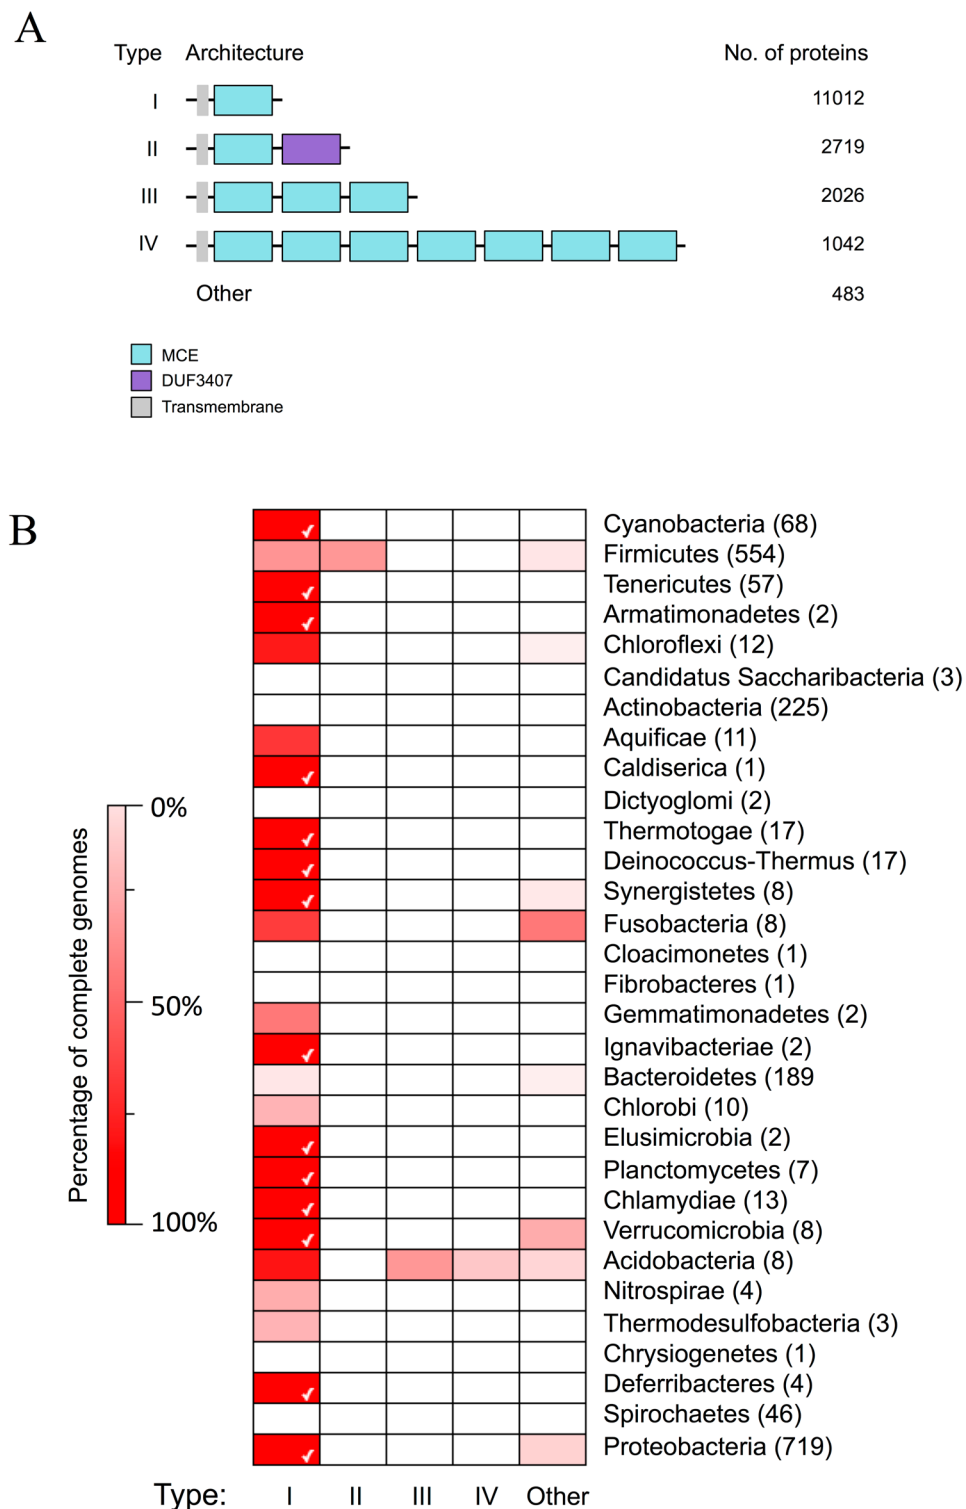 A
Type Architecture No. of proteins
I 11012
II 2719
III 2026
IV 1042
Other 483
MCE
DUF3407
Transmembrane
B
Cyanobacteria (68)
Firmicutes (554)
Tenericutes (57)
Armatimonadetes (2)
Chloroflexi (12)
Candidatus Saccharibacteria (3)
Actinobacteria (225)
Aquificae (11)
Caldiserica (1)
Dictyoglomi (2)
Thermotogae (17)
Deinococcus-Thermus (17)
Synergistetes (8)
Fusobacteria (8)
Cloacimonetes (1)
Fibrobacteres (1)
Gemmatimonadetes (2)
Ignavibacteriae (2)
Bacteroidetes (189
Chlorobi (10)
Elusimicrobia (2)
Planctomycetes (7)
Chlamydiae (13)
Verrucomicrobia (8)
Acidobacteria (8)
Nitrospirae (4)
Thermodesulfobacteria (3)
Chrysiogenetes (1)
Deferribacteres (4)
Spirochaetes (46)
Proteobacteria (719)
Percentage of complete genomes
0%
50%
100%
Type: I II III IV Other